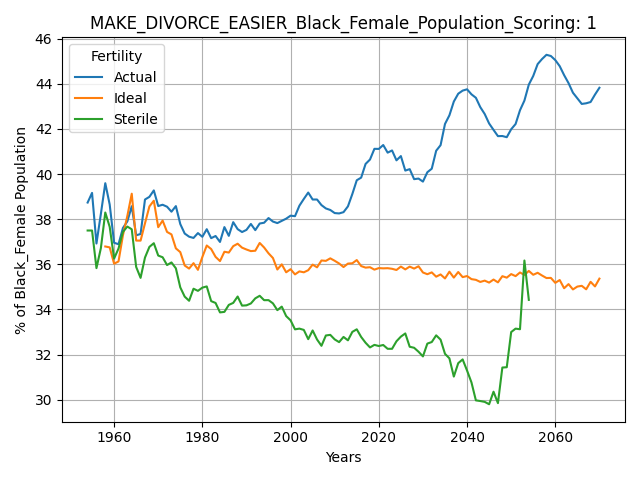 MAKE_DIVORCE_EASIER_Black_Female_Population_Scoring: 1
46
44
42
40
38
36
34
32
30
% of Black_Female Population
Fertility
Actual
Ideal
Sterile
1960 1980 2000 2020 2040 2060
Years